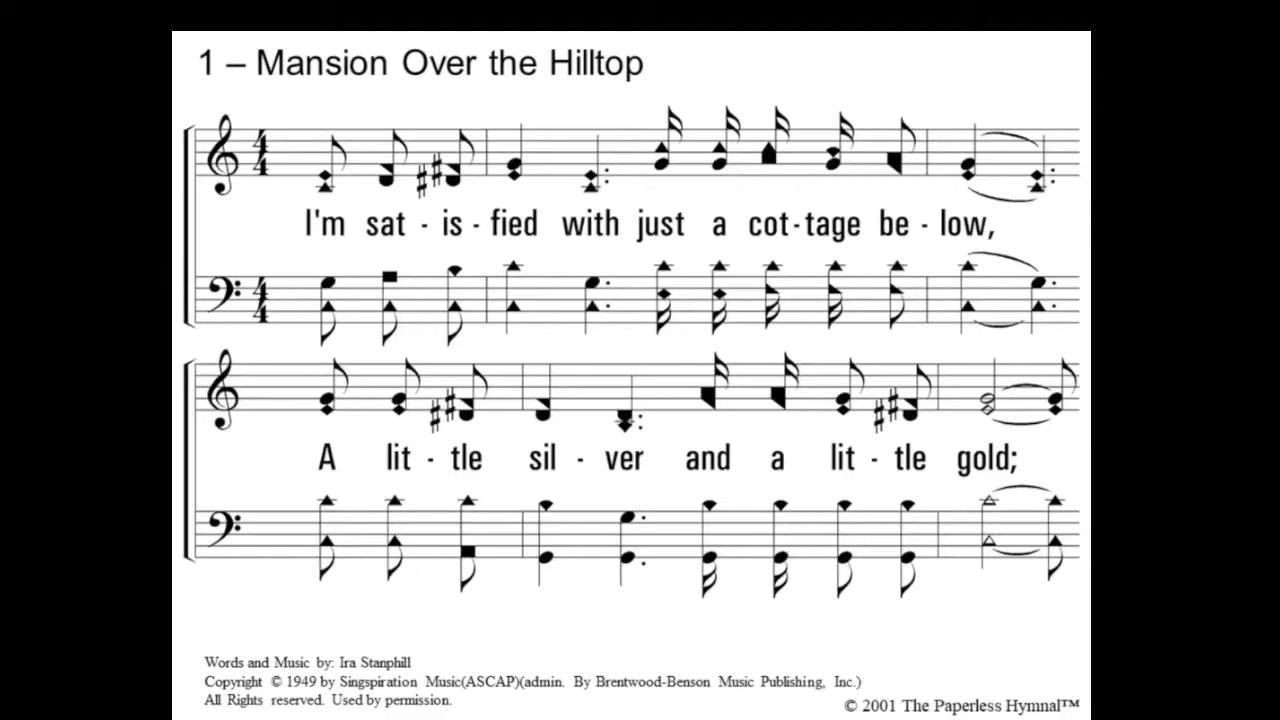 1 – Mansion Over the Hilltop
I'm sat - is - fied with just a cot - tage be - low,
A lit - tle sil - ver and a lit - tle gold;
Words and Music by: Ira Stanphill
Copyright © 1949 by Singspiration Music(ASCAP)(admin. By Brentwood-Benson Music Publishing, Inc.)
All Rights reserved. Used by permission.
© 2001 The Paperless Hymnal™